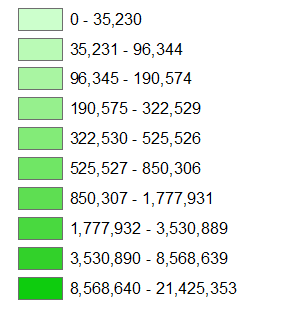 0 - 35,230
35,231 - 96,344
96,345 - 190,574
190,575 - 322,529
322,530 - 525,526
525,527 - 850,306
850,307 - 1,777,931
1,777,932 - 3,530,889
3,530,890 - 8,568,639
8,568,640 - 21,425,353